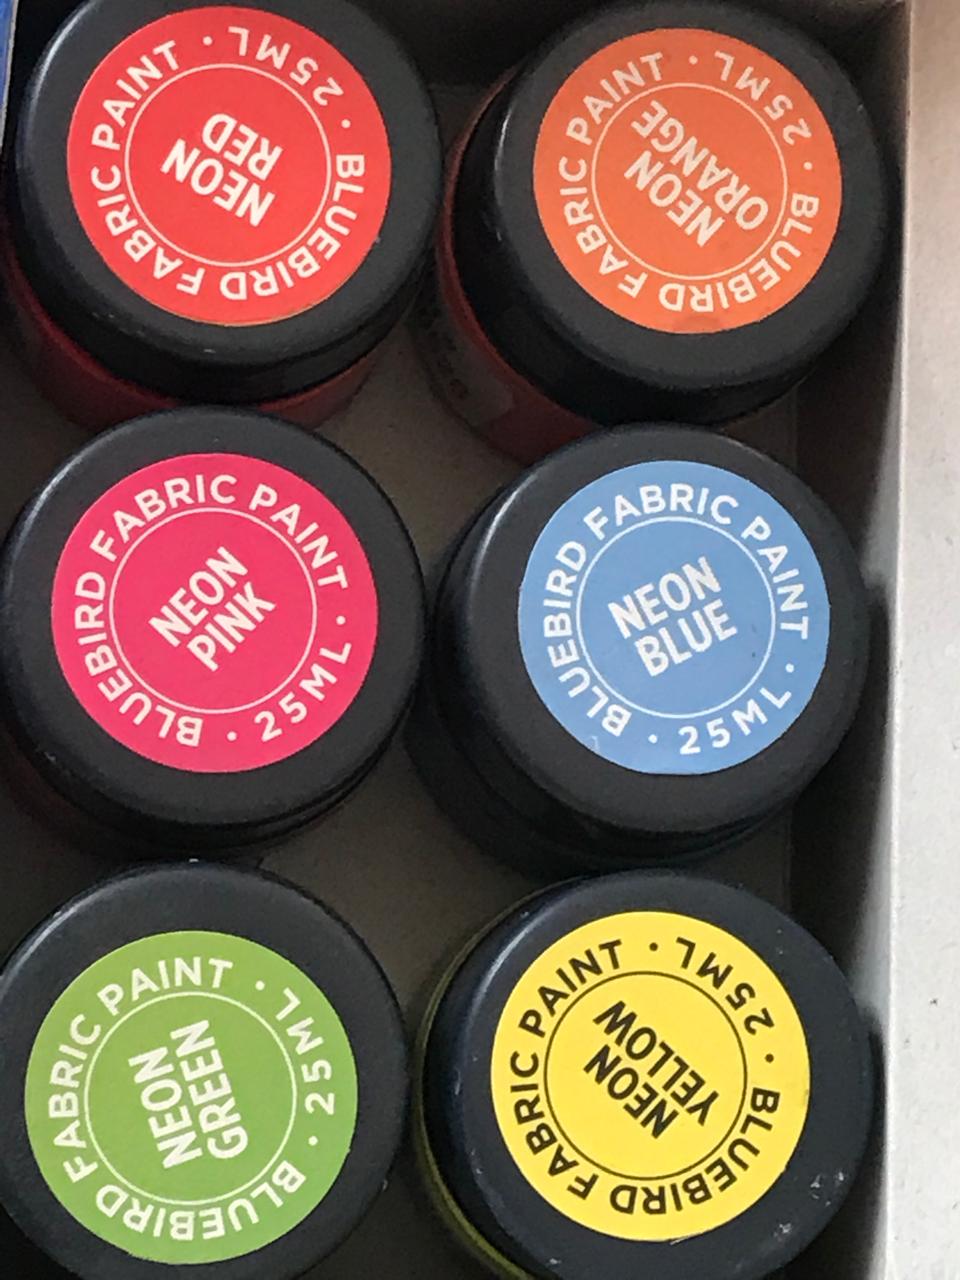 BLUEBIRD FABRIC PAINT · 25ML ·
NEON
RED
BLUEBIRD FABRIC PAINT · 25ML ·
NEON
ORANGE
BLUEBIRD FABRIC PAINT · 25ML ·
NEON
PINK
BLUEBIRD FABRIC PAINT · 25ML ·
NEON
BLUE
BLUEBIRD FABRIC PAINT · 25ML ·
NEON
GREEN
BLUEBIRD FABRIC PAINT · 25ML ·
NEON
YELLOW